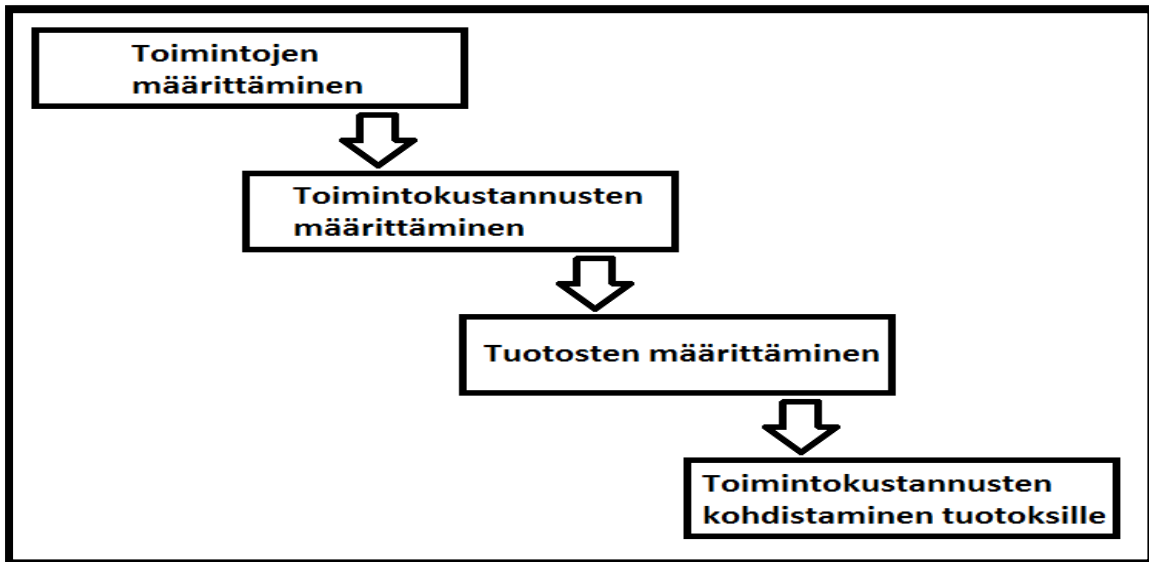 Toimintojen
määrittäminen
Toimintokustannusten
määrittäminen
Tuotosten määrittäminen
Toimintokustannusten
kohdistaminen tuotoksille